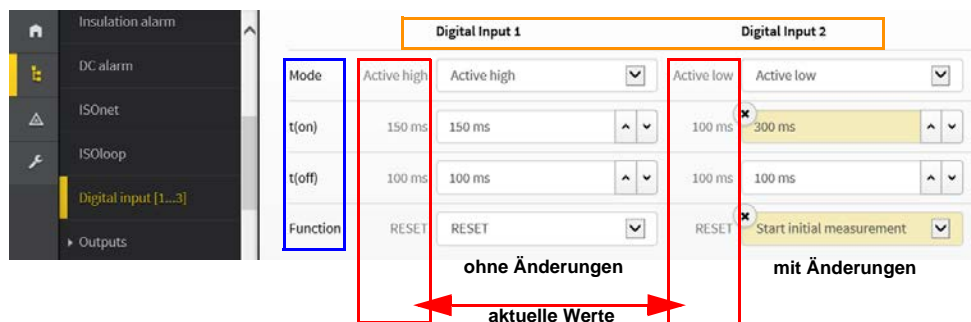 Insulation alarm
DC alarm
ISOnet
ISOloop
Digital input [1...3]
Outputs
Digital Input 1 Digital Input 2
Mode Active high Active high Active low Active low
t(on) 150 ms 150 ms 100 ms 300 ms
t(off) 100 ms 100 ms 100 ms 100 ms
Function RESET RESET RESET Start initial measurement
ohne Änderungen mit Änderungen
aktuelle Werte